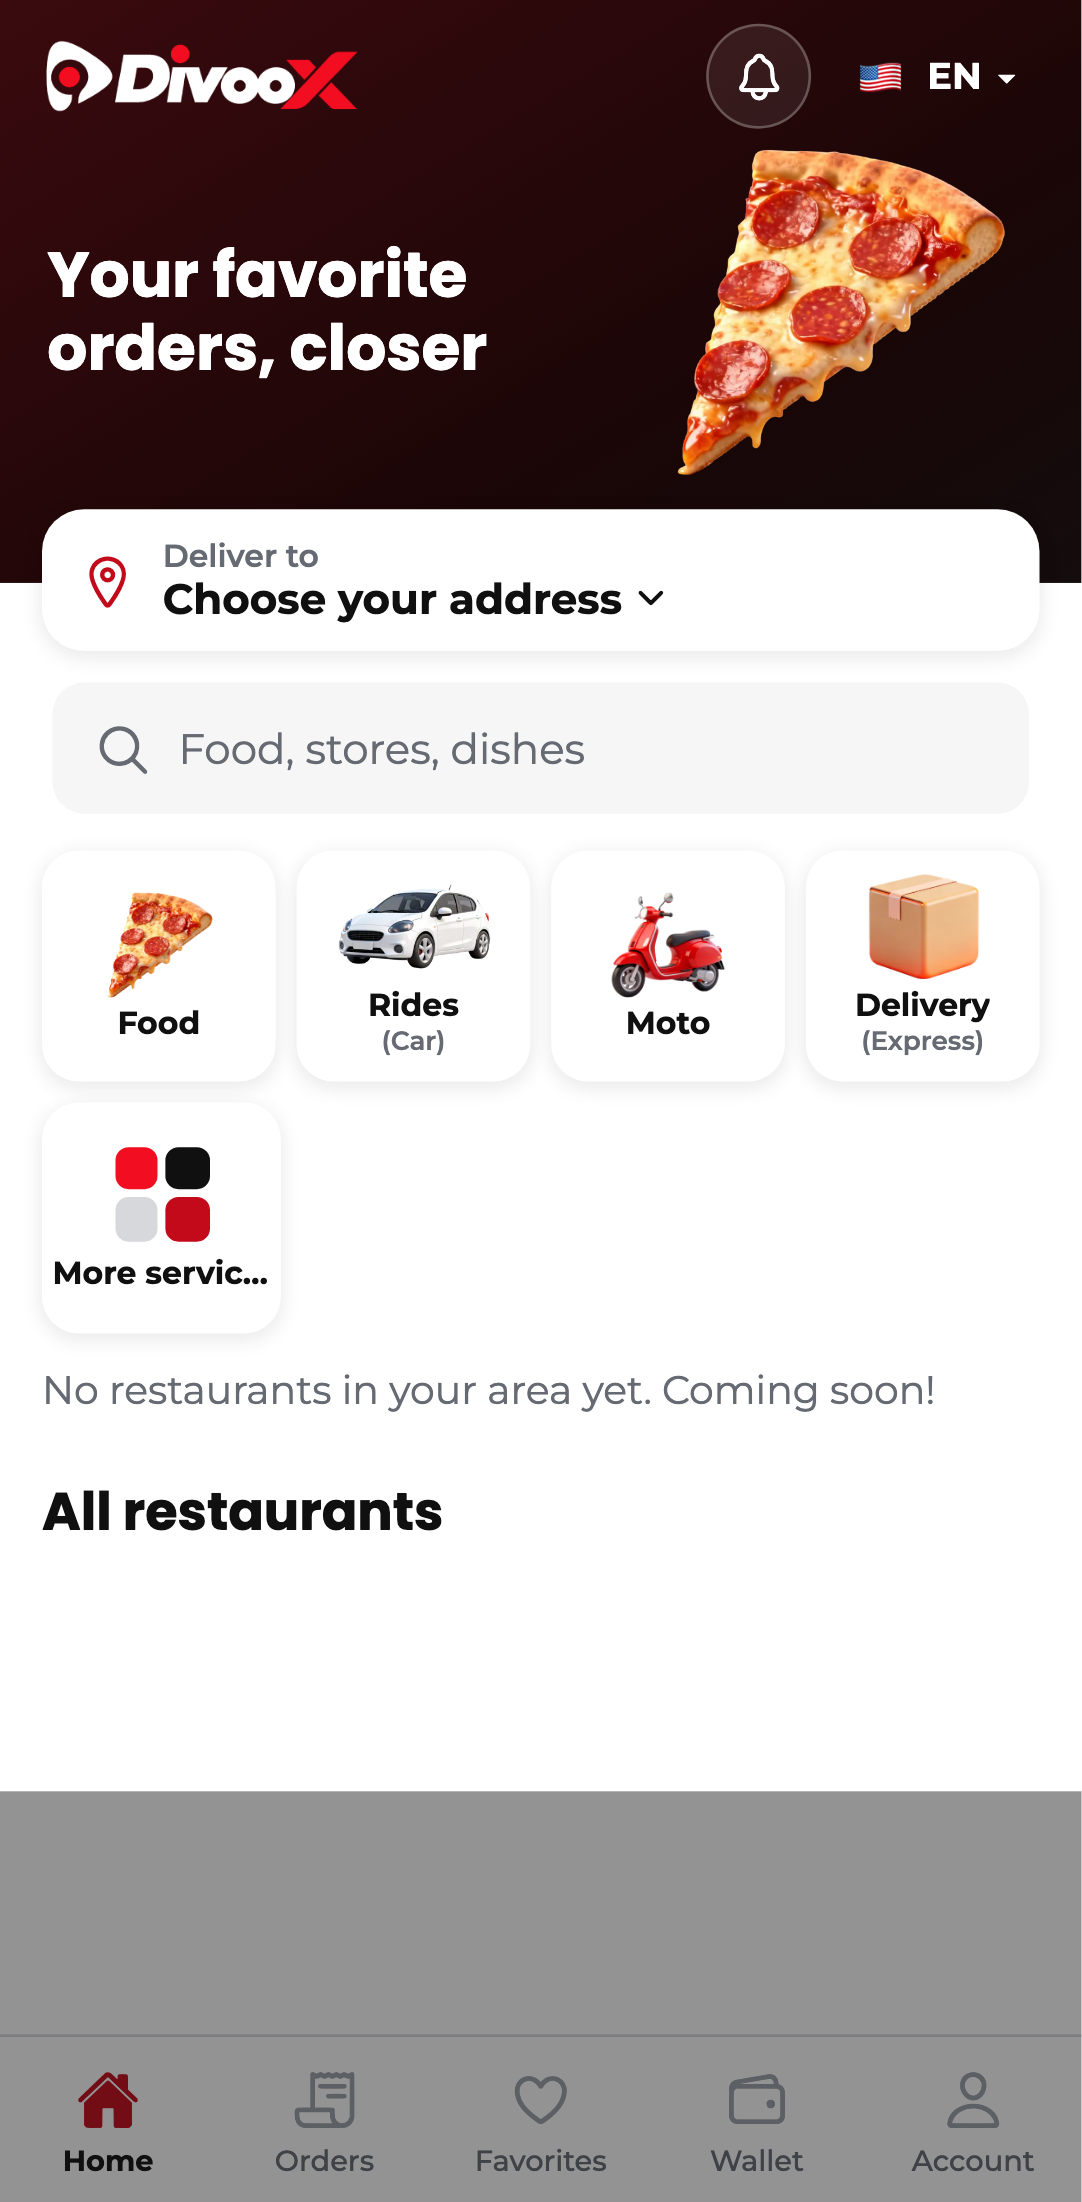 DivooX
EN
Your favorite
orders, closer
Deliver to
Choose your address
Food, stores, dishes
Food
Rides
(Car)
Moto
Delivery
(Express)
More servic...
No restaurants in your area yet. Coming soon!
All restaurants
Home
Orders
Favorites
Wallet
Account